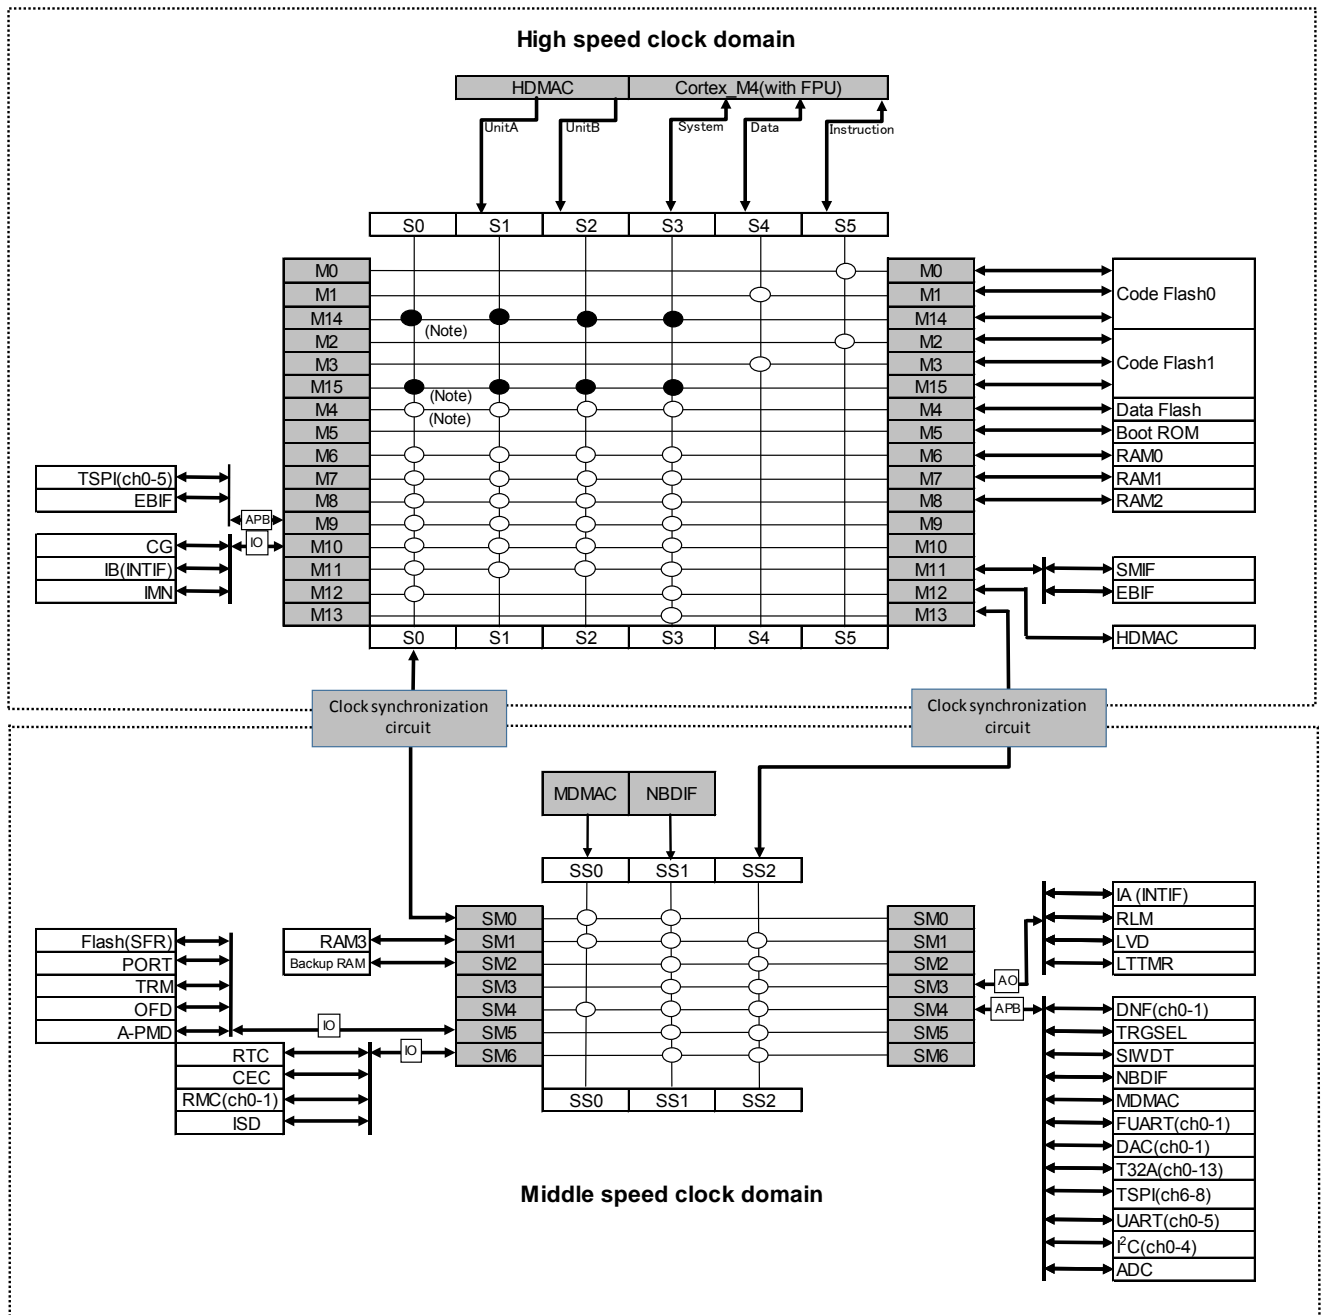 High speed clock domain
HDMAC Cortex_M4(with FPU)
UnitA UnitB System Data Instruction
S0 S1 S2 S3 S4 S5
M0 M0
M1 M1 Code Flash0
M14 (Note) M14
M2 M2
M3 M3 Code Flash1
M15 (Note) M15
M4 (Note) M4 Data Flash
M5 M5 Boot ROM
M6 M6 RAM0
TSPI(ch0-5) M7 M7 RAM1
EBIF M8 M8 RAM2
APB M9 M9
CG IO M10 M10
IB(INTIF) M11 M11 SMIF
IMN M12 M12 EBIF
M13 M13
S0 S1 S2 S3 S4 S5 HDMAC
Clock synchronization circuit
Clock synchronization circuit
MDMAC NBDIF
SS0 SS1 SS2
IA (INTIF)
SM0 SM0 RLM
Flash(SFR) RAM3 SM1 SM1 LVD
PORT Backup RAM SM2 SM2 LTTMR
TRM SM3 SM3 AO
OFD SM4 SM4 APB DNF(ch0-1)
A-PMD IO SM5 SM5 TRGSEL
RTC IO SM6 SM6 SIWDT
CEC NBDIF
RMC(ch0-1) SS0 SS1 SS2 MDMAC
ISD FUART(ch0-1)
DAC(ch0-1)
T32A(ch0-13)
Middle speed clock domain TSPI(ch6-8)
UART(ch0-5)
I²C(ch0-4)
ADC